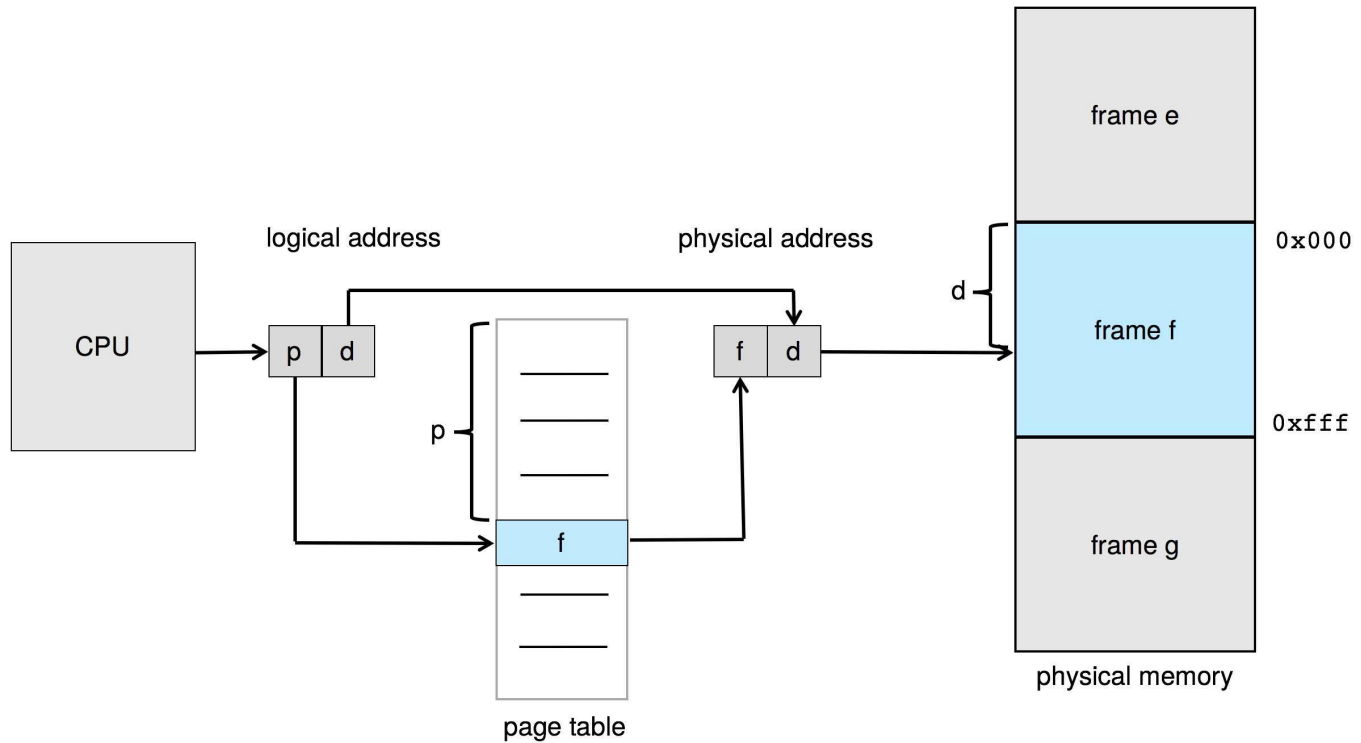 frame e
logical address
physical address
0x000
d
CPU
p d
f d
frame f
p
0xfff
f
frame g
physical memory
page table